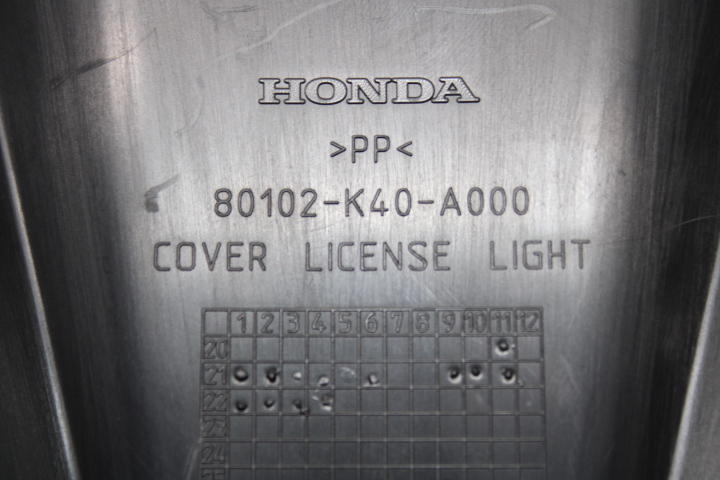 HONDA
>PP<
80102-K40-A000
COVER LICENSE LIGHT
1 2 3 4 5 6 7 8 9 10 11 12
20
21
22
23
24